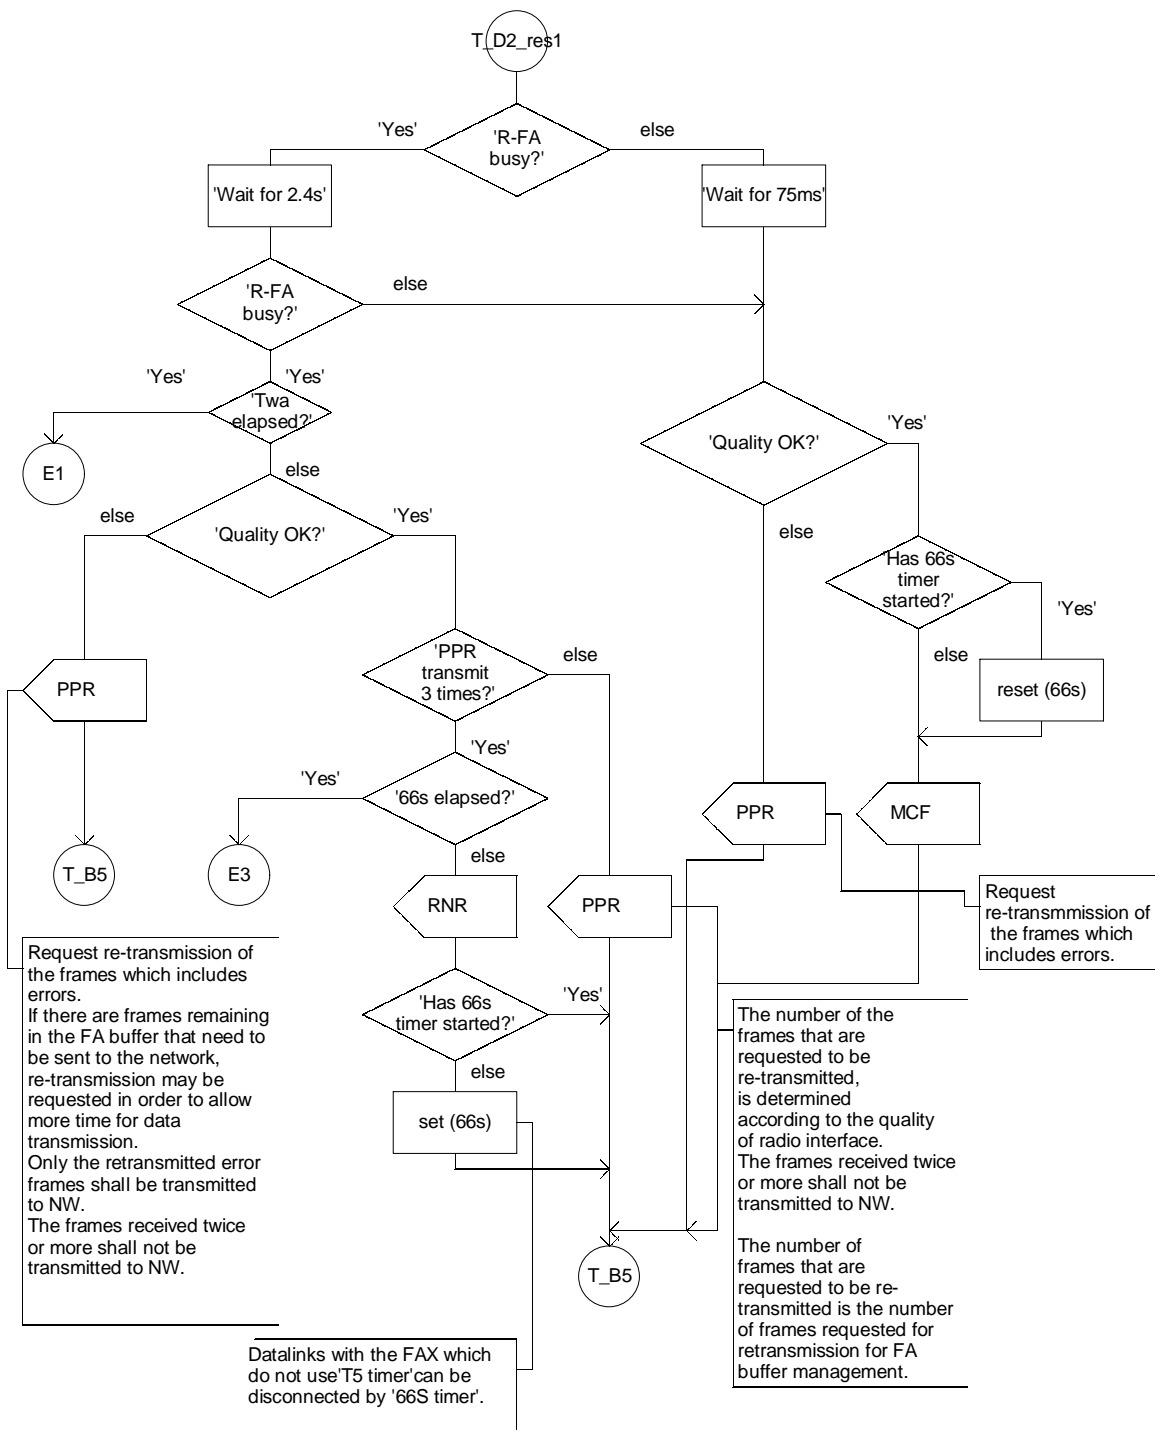 T_D2_res1
'Yes'
'R-FA
busy?'
else
'Wait for 2.4s'
'Wait for 75ms'
'R-FA
busy?'
else
'Yes'
'Yes'
'Twa
elapsed?'
E1
else
'Quality OK?'
'Yes'
else
'Quality OK?'
'Yes'
else
'Has 66s
timer
started?'
'Yes'
else
reset (66s)
PPR
T_B5
'PPR
transmit
3 times?'
else
'Yes'
'Yes'
'66s elapsed?'
E3
else
PPR
MCF
RNR
PPR
Request
re-transmmission of
the frames which
includes errors.
Request re-transmission of
the frames which includes
errors.
If there are frames remaining
in the FA buffer that need to
be sent to the network,
re-transmission may be
requested in order to allow
more time for data
transmission.
Only the retransmitted error
frames shall be transmitted
to NW.
The frames received twice
or more shall not be
transmitted to NW.
'Has 66s
timer started?'
'Yes'
else
set (66s)
T_B5
The number of the
frames that are
requested to be
re-transmitted,
is determined
according to the quality
of radio interface.
The frames received twice
or more shall not be
transmitted to NW.
The number of
frames that are
requested to be re-
transmitted is the number
of frames requested for
retransmission for FA
buffer management.
Datalinks with the FAX which
do not use'T5 timer'can be
disconnected by '66S timer'.